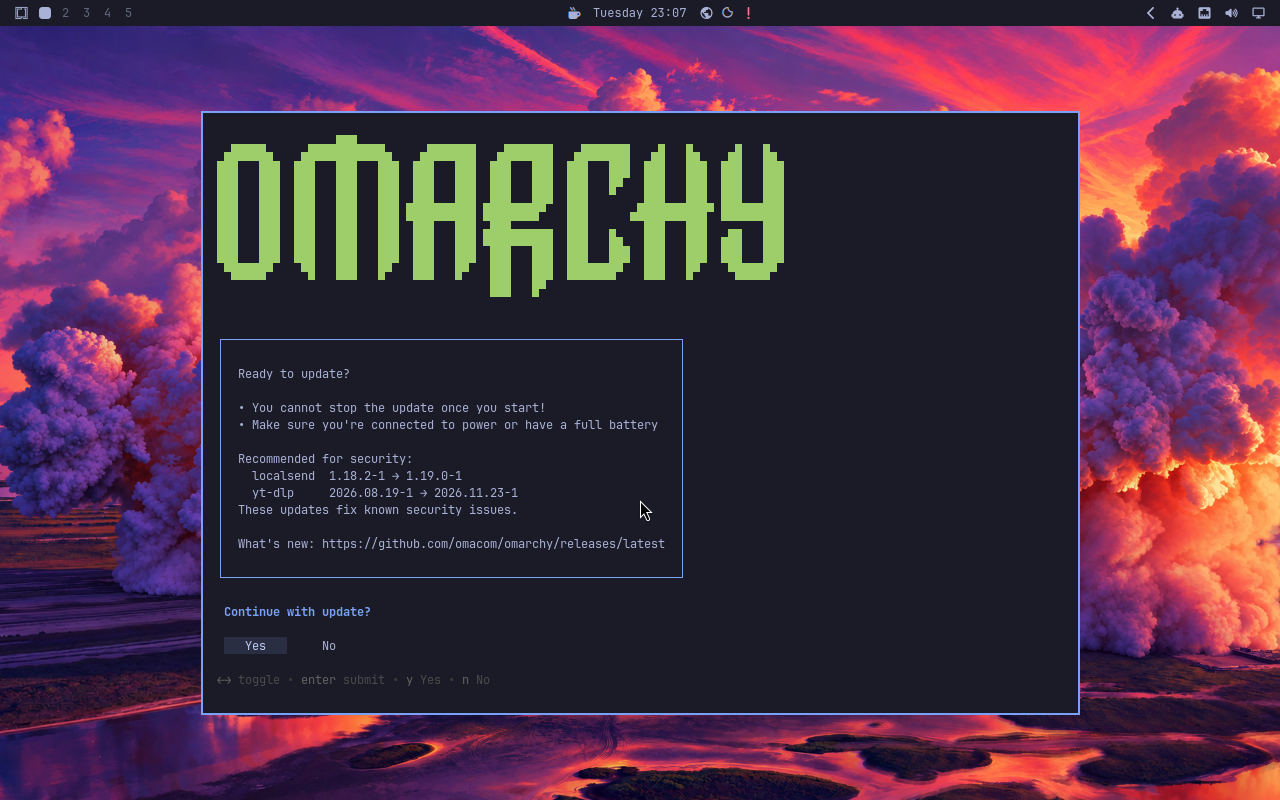 2 3 4 5 Tuesday 23:07
OMARCHY
Ready to update?
• You cannot stop the update once you start!
• Make sure you're connected to power or have a full battery
Recommended for security:
localsend 1.18.2-1 → 1.19.0-1
yt-dlp 2026.08.19-1 → 2026.11.23-1
These updates fix known security issues.
What's new: https://github.com/omacom/omarchy/releases/latest
Continue with update?
Yes No
↔ toggle • enter submit • y Yes • n No